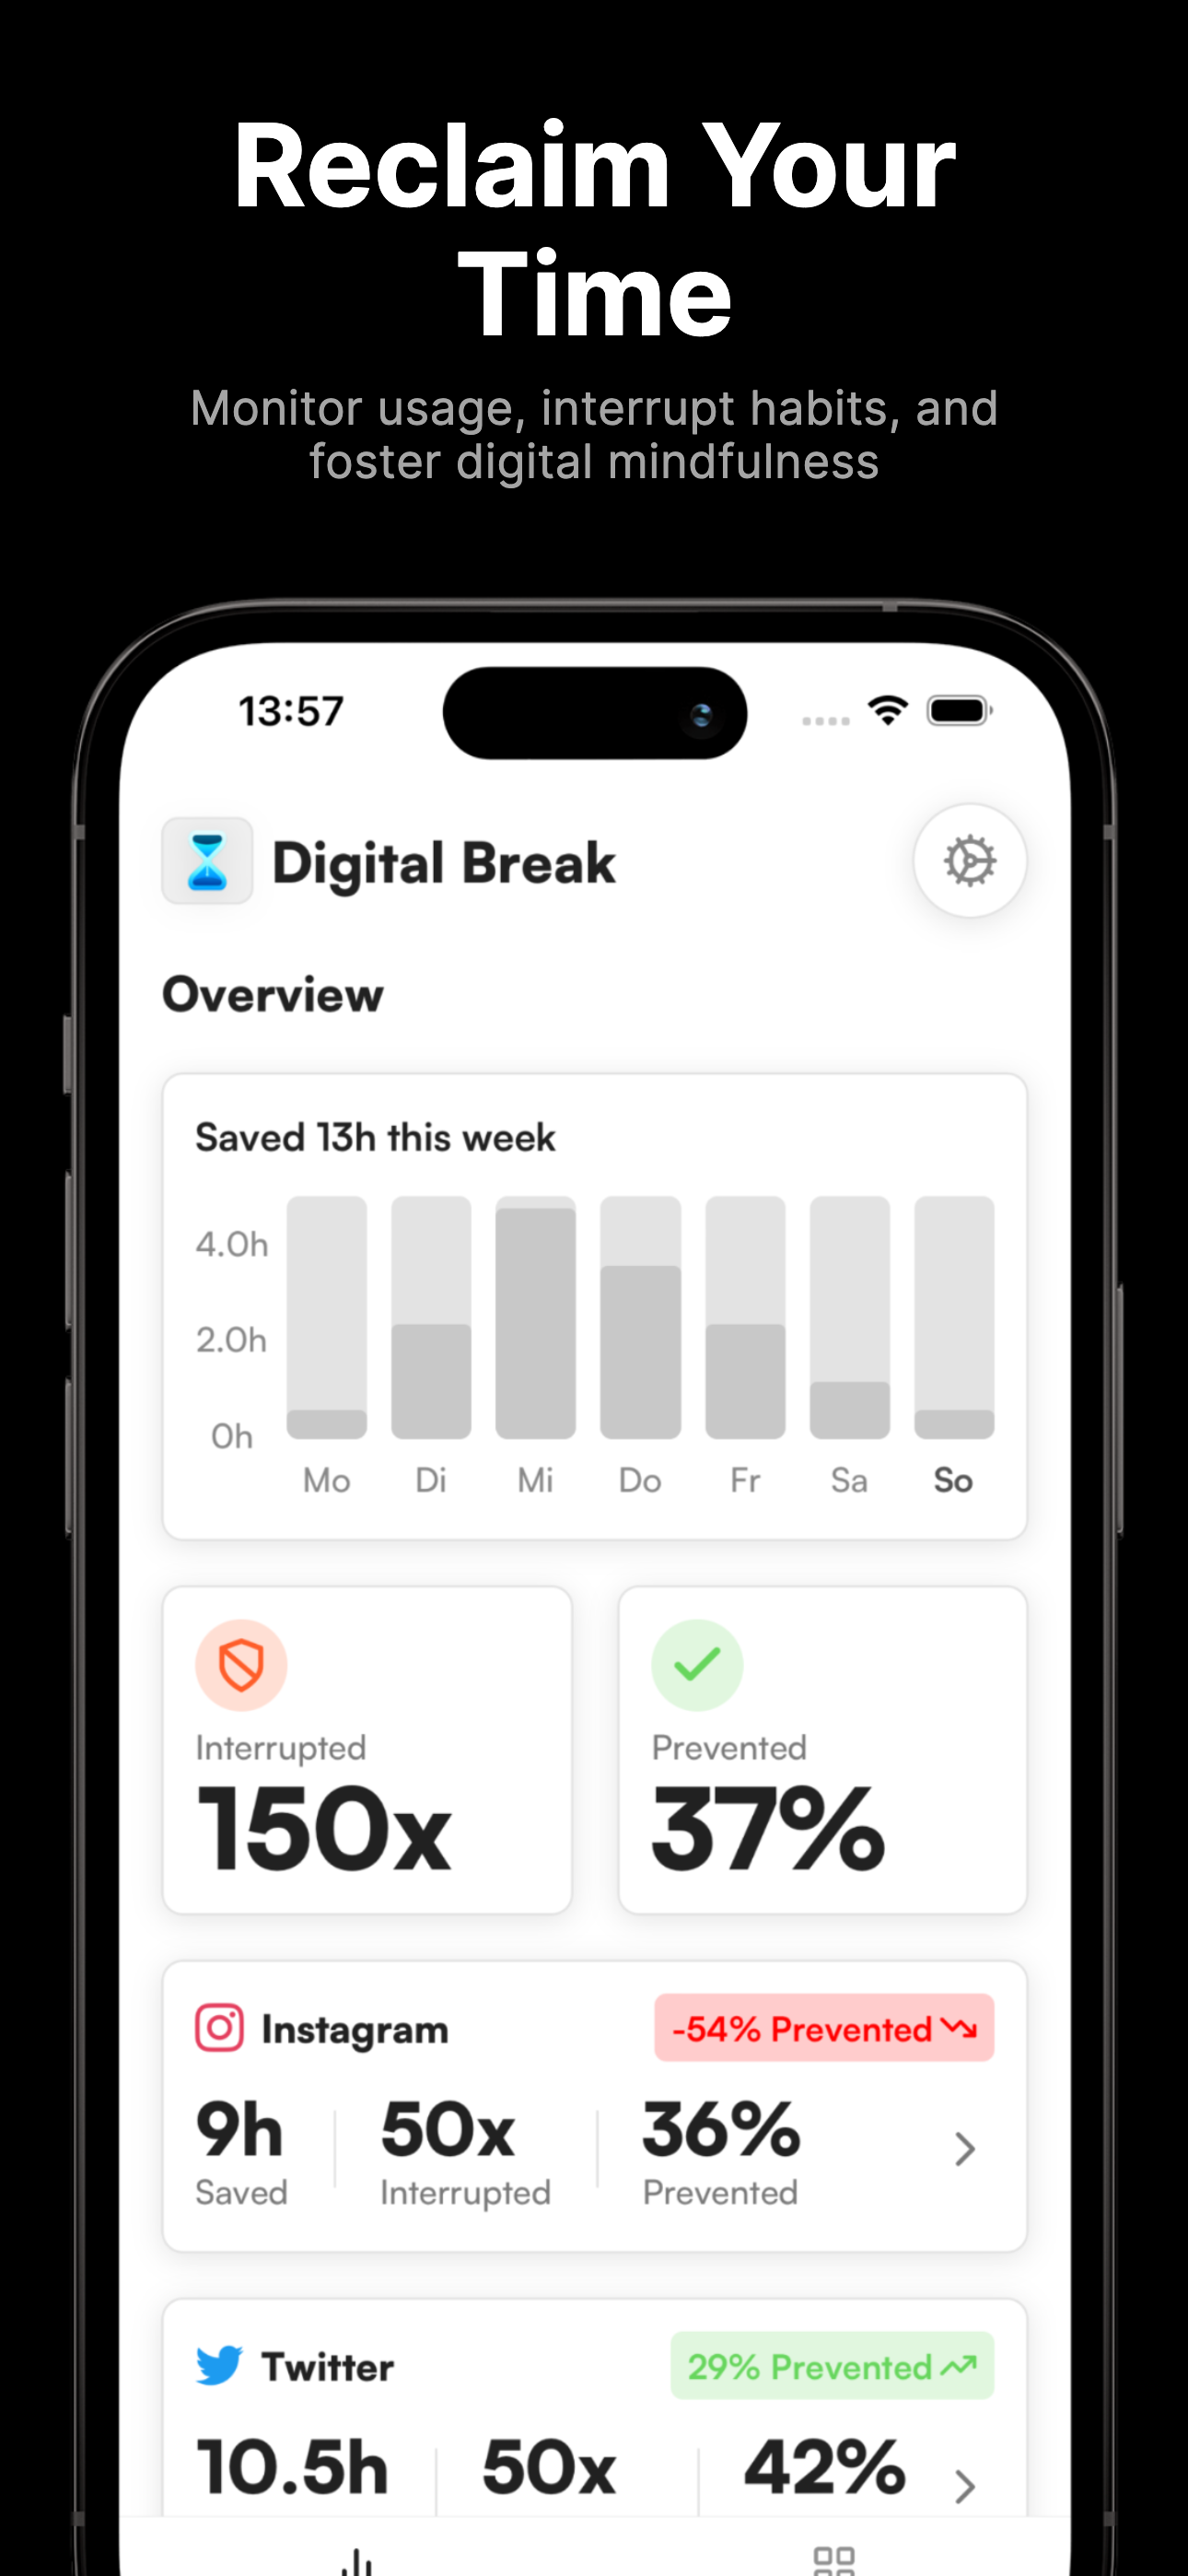 Reclaim Your
Time
Monitor usage, interrupt habits, and
foster digital mindfulness
13:57
Digital Break
Overview
Saved 13h this week
4.0h
2.0h
0h
Mo Di Mi Do Fr Sa So
Interrupted
150x
Prevented
37%
Instagram
-54% Prevented
9h 50x 36%
Saved Interrupted Prevented
Twitter
29% Prevented
10.5h 50x 42%